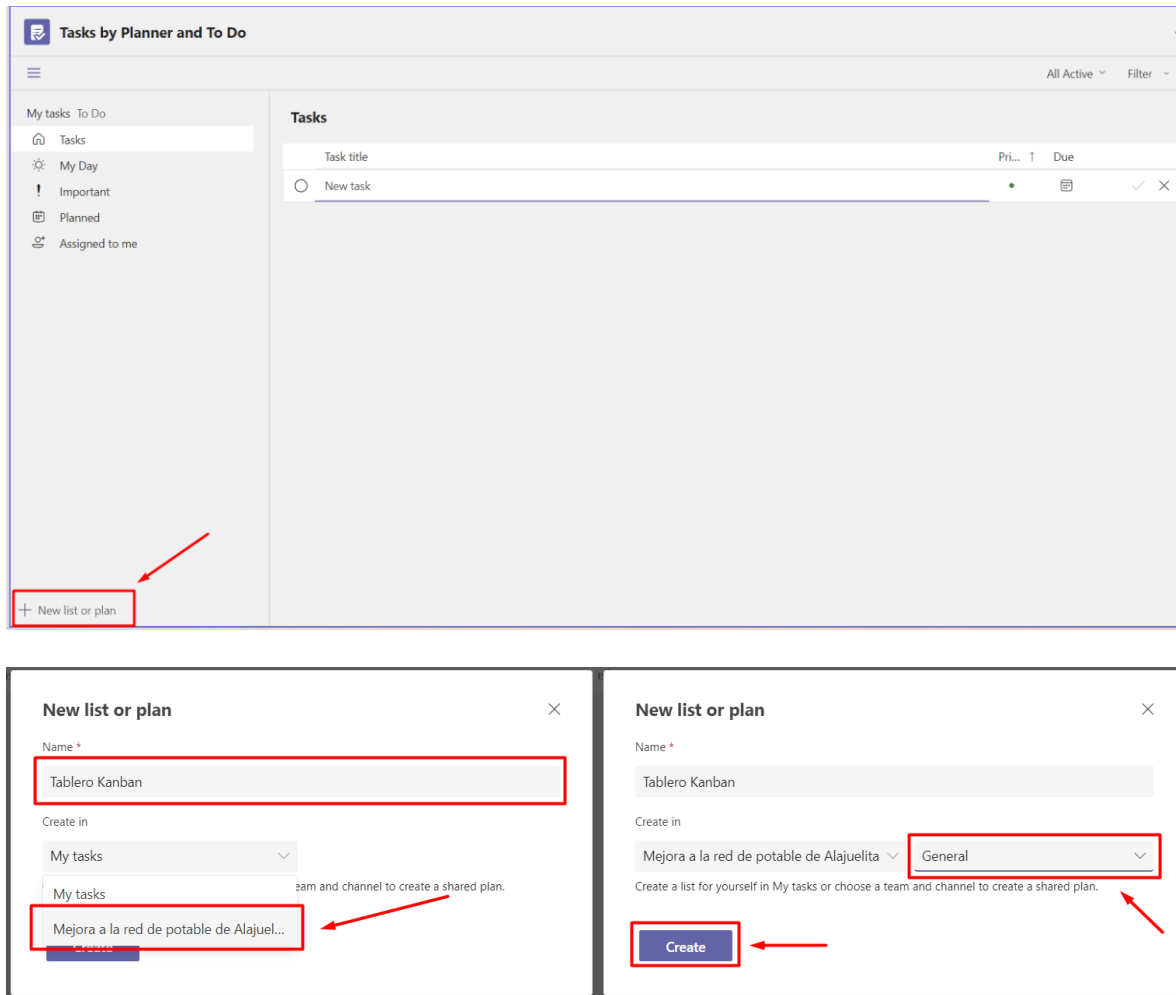 Tasks by Planner and To Do
All Active Filter
My tasks To Do
Tasks
My Day
Important
Planned
Assigned to me
+ New list or plan
Tasks
Task title Pri... ↑ Due
New task
New list or plan
Name *
Tablero Kanban
Create in
My tasks
My tasks
eam and channel to create a shared plan.
Mejora a la red de potable de Alajuel...
New list or plan
Name *
Tablero Kanban
Create in
Mejora a la red de potable de Alajuelita General
Create a list for yourself in My tasks or choose a team and channel to create a shared plan.
Create